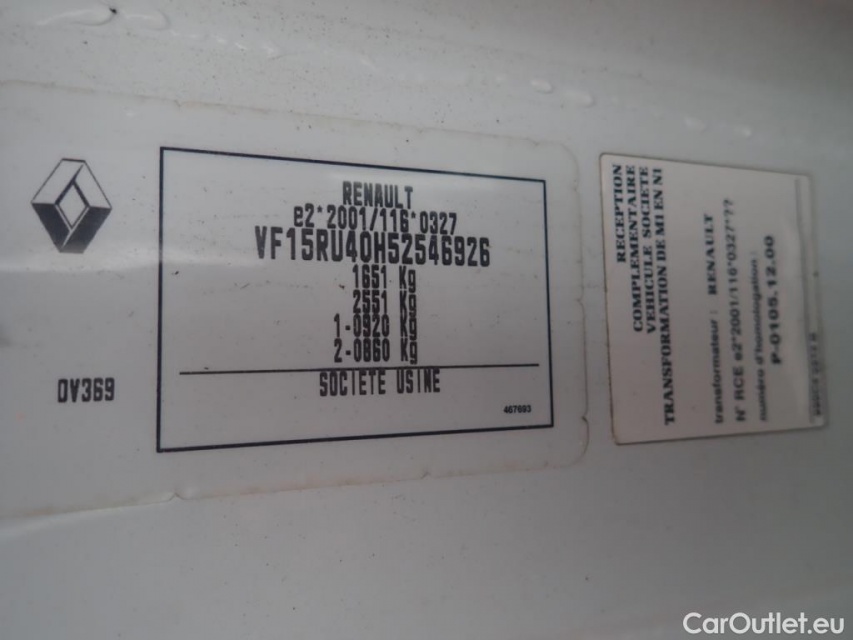 RENAULT
e2*2001/116*0327
VF15RU40H52546926
1651 Kg
2551 Kg
1-0920 Kg
2-0860 Kg
SOCIETE USINE
467693
OV369
RECEPTION
COMPLEMENTAIRE
VEHICULE SOCIETE
TRANSFORMATION DE M1 EN N1
transformateur : RENAULT
N° RCE e2*2001/116*0327*??
numéro d'homologation :
P-0105.12.00
CarOutlet.eu